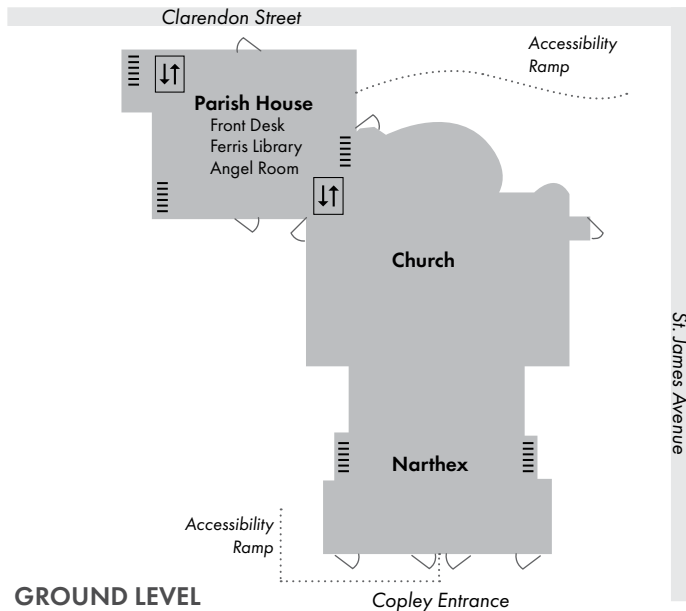 Clarendon Street
Accessibility
Ramp
Parish House
Front Desk
Ferris Library
Angel Room
Church
St. James Avenue
Narthex
Accessibility
Ramp
GROUND LEVEL
Copley Entrance